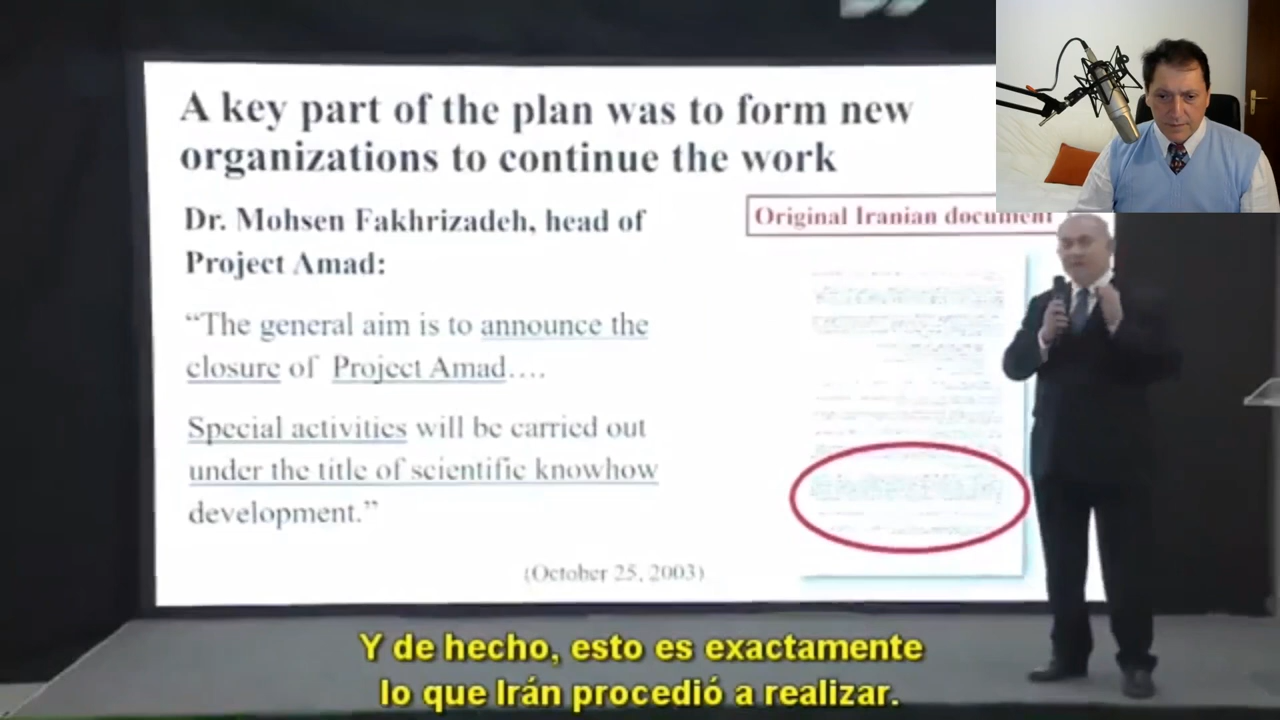 A key part of the plan was to form new
organizations to continue the work
Dr. Mohsen Fakhrizadeh, head of
Project Amad:
“The general aim is to announce the
closure of Project Amad….
Special activities will be carried out
under the title of scientific knowhow
development.”
(October 25, 2003)
Original Iranian document
Y de hecho, esto es exactamente
lo que Irán procedió a realizar.